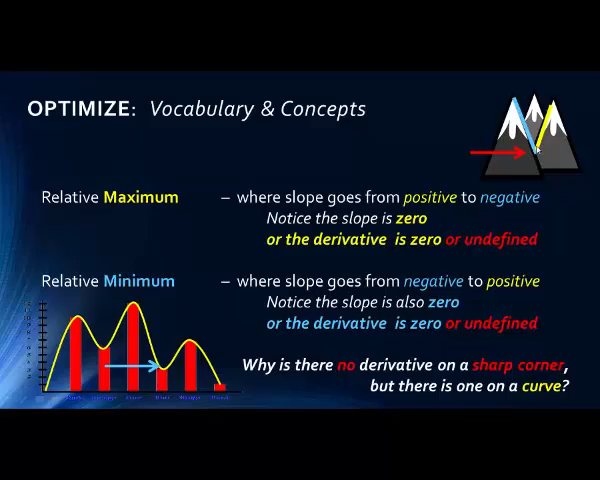 OPTIMIZE: Vocabulary & Concepts
Relative Maximum – where slope goes from positive to negative
Notice the slope is zero
or the derivative is zero or undefined
Relative Minimum – where slope goes from negative to positive
Notice the slope is also zero
or the derivative is zero or undefined
Why is there no derivative on a sharp corner,
but there is one on a curve?